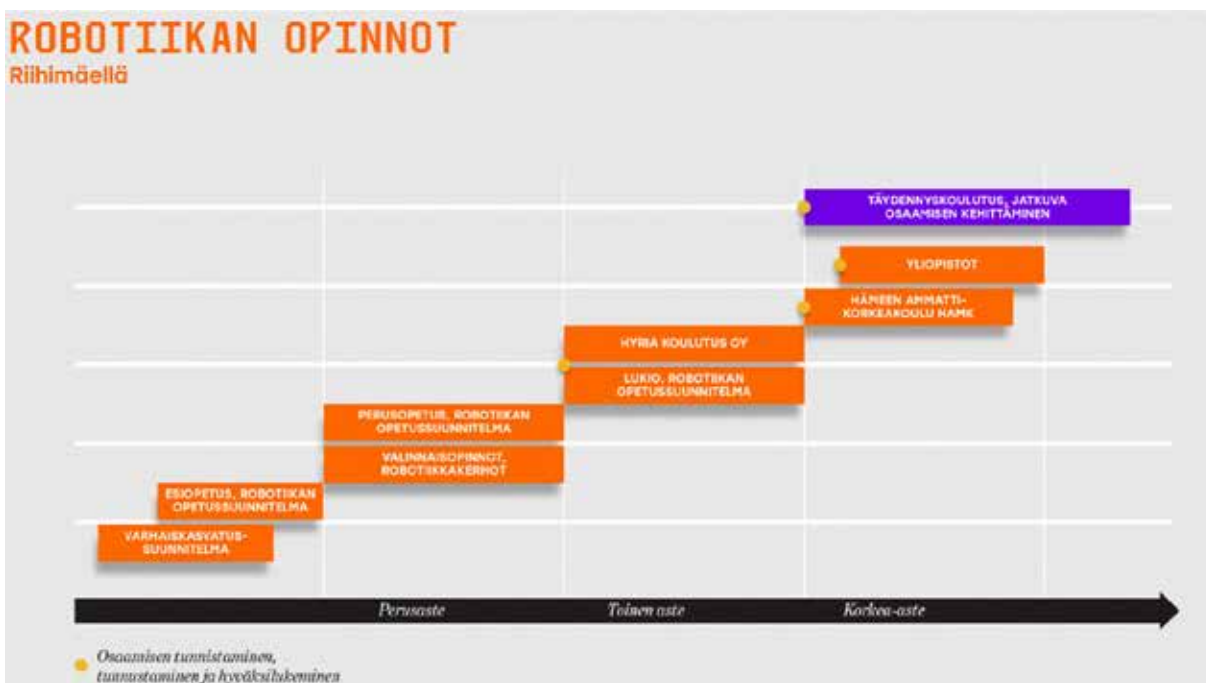 ROBOTIIKAN OPINNOT
Riihimäellä
TÄYDENNYSKOULUTUS, JATKUVA
OSAAMISEN KEHITTÄMINEN
YLIOPISTOT
HÄMEEN AMMATTI-
KORKEAKOULU HAMK
HYRIA KOULUTUS OY
LUKIO, ROBOTIIKAN
OPETUSSUUNNITELMA
PERUSOPETUS, ROBOTIIKAN
OPETUSSUUNNITELMA
VALINNAISOPINNOT,
ROBOTIIKKAKERHOT
ESIOPETUS, ROBOTIIKAN
OPETUSSUUNNITELMA
VARHAISKASVATUS-
SUUNNITELMA
Perusaste
Toinen aste
Korkea-aste
Osaamisen tunnistaminen,
tunnustaminen ja hyväksilukeminen